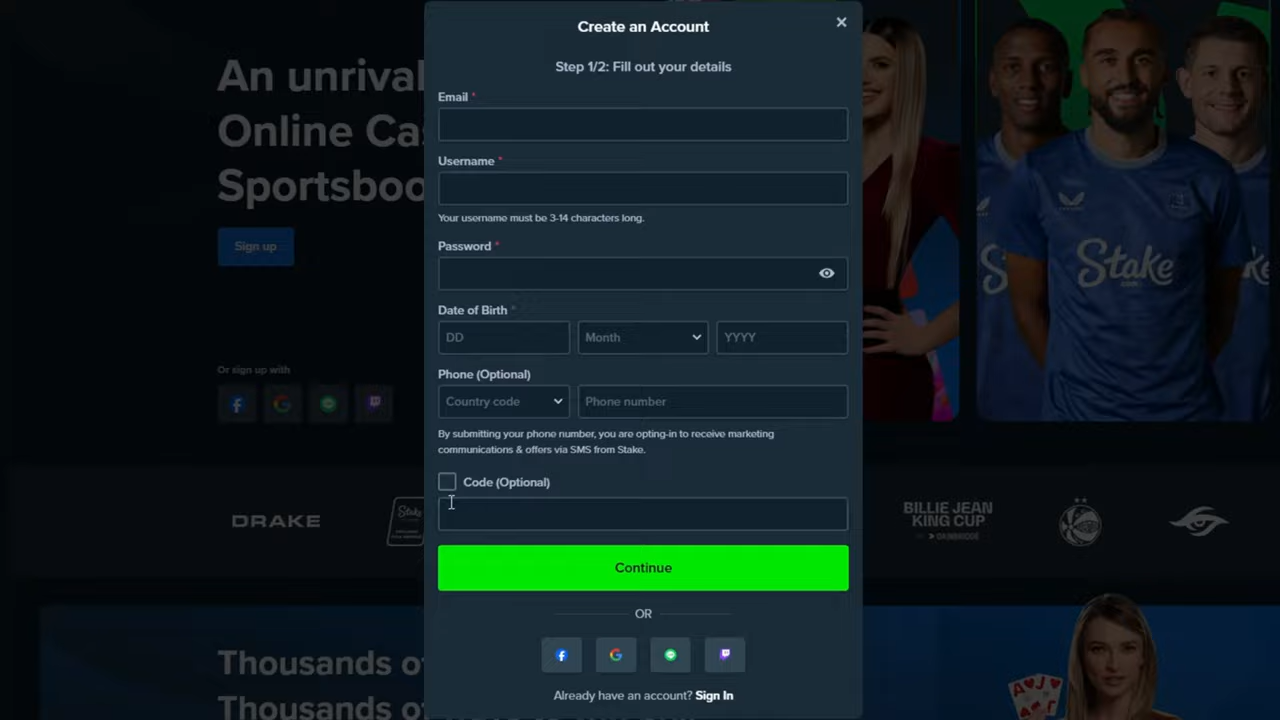 Create an Account
Step 1/2: Fill out your details
Email *
Username *
Your username must be 3-14 characters long.
Password *
Date of Birth *
DD
Month
YYYY
Phone (Optional)
Country code
Phone number
By submitting your phone number, you are opting-in to receive marketing
communications & offers via SMS from Stake.
Code (Optional)
Continue
OR
Already have an account? Sign In
An unrival
Online Ca
Sportsboo
Sign up
Or sign up with
Stake
DRAKE
Stake
BILLIE JEAN
KING CUP
Thousands o
Thousands
A J